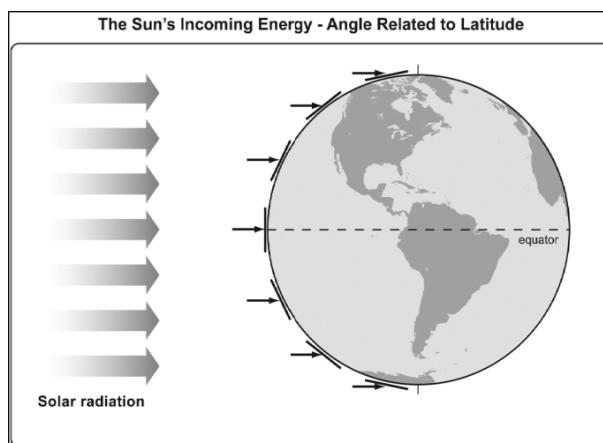 The Sun's Incoming Energy - Angle Related to Latitude
equator
Solar radiation